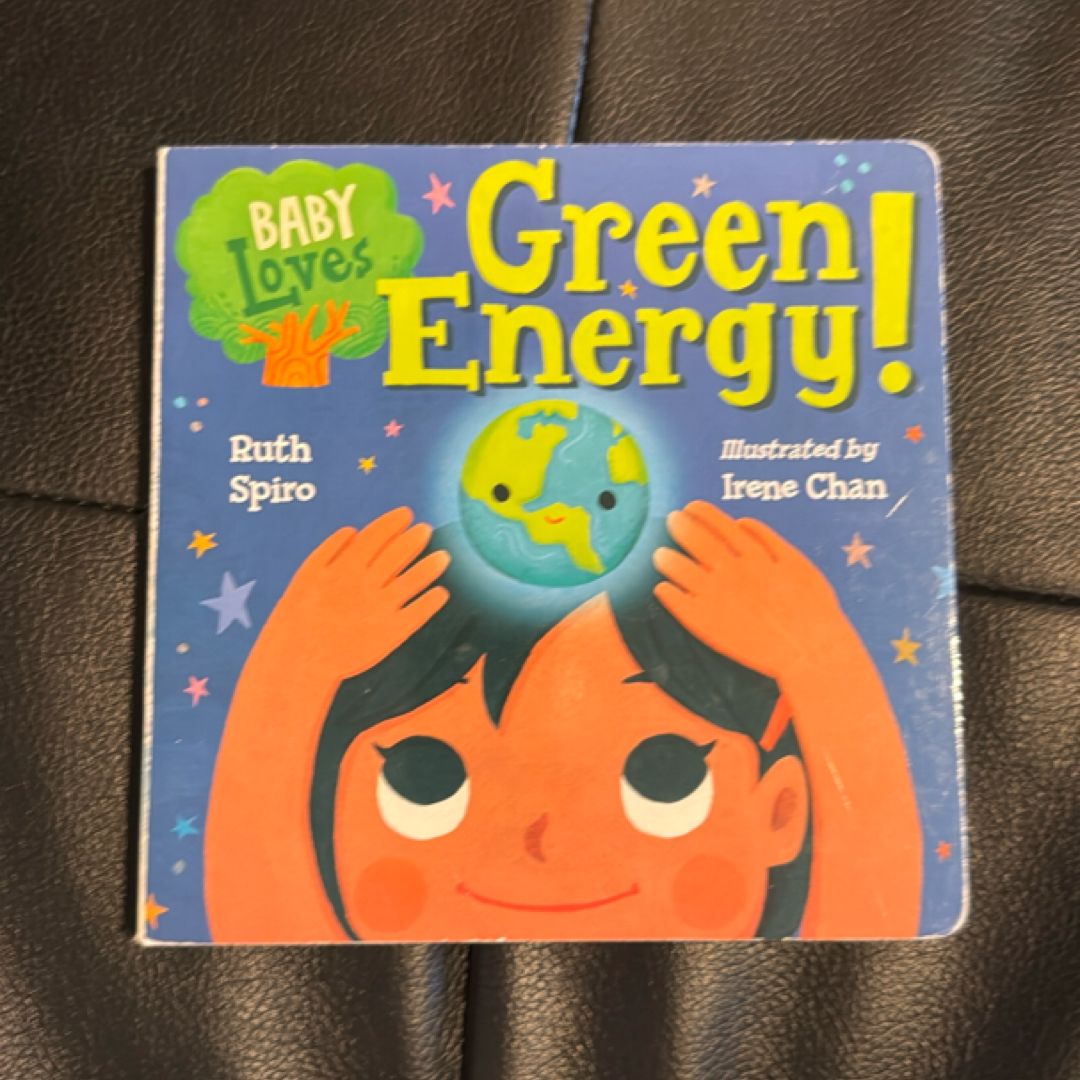 BABY
Loves
Green
Energy!
Ruth
Spiro
Illustrated by
Irene Chan